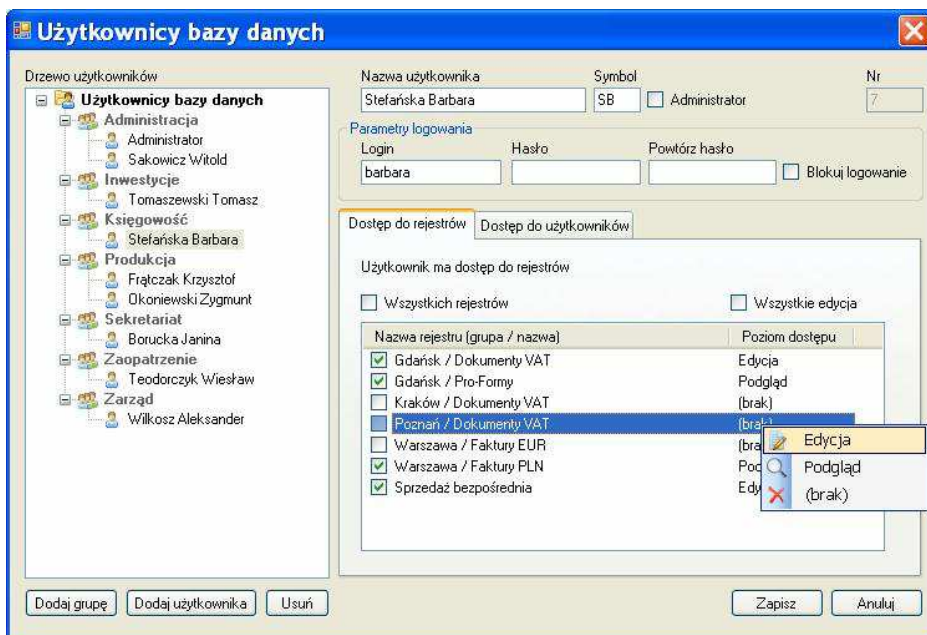 Użytkownicy bazy danych
Drzewo użytkowników
Użytkownicy bazy danych
Administracja
Administrator
Sakowicz Witold
Inwestycje
Tomaszewski Tomasz
Księgowość
Stefańska Barbara
Produkcja
Frątczak Krzysztof
Okoniewski Zygmunt
Sekretariat
Borucka Janina
Zaopatrzenie
Teodorczyk Wiesław
Zarząd
Wilkosz Aleksander
Nazwa użytkownika Symbol Nr
Stefańska Barbara SB Administrator 7
Parametry logowania
Login Hasło Powtórz hasło
barbara Blokuj logowanie
Dostęp do rejestrów Dostęp do użytkowników
Użytkownik ma dostęp do rejestrów
Wszystkich rejestrów Wszystkie edycja
Nazwa rejestru (grupa / nazwa) Poziom dostępu
Gdańsk / Dokumenty VAT Edycja
Gdańsk / Pro-Formy Podgląd
Kraków / Dokumenty VAT (brak)
Poznań / Dokumenty VAT
Warszawa / Faktury EUR
Warszawa / Faktury PLN
Sprzedaż bezpośrednia
Edycja
Podgląd
(brak)
Dodaj grupę Dodaj użytkownika Usuń Zapisz Anuluj